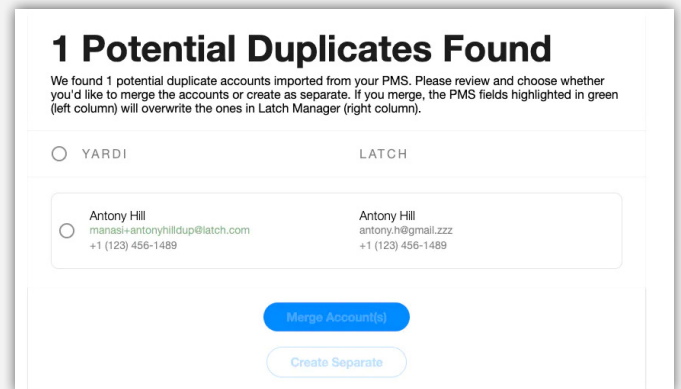 1 Potential Duplicates Found
We found 1 potential duplicate accounts imported from your PMS. Please review and choose whether
you'd like to merge the accounts or create as separate. If you merge, the PMS fields highlighted in green
(left column) will overwrite the ones in Latch Manager (right column).
YARDI LATCH
Antony Hill Antony Hill
manasi+antonyhilldup@latch.com antony.h@gmail.zzz
+1 (123) 456-1489 +1 (123) 456-1489
Merge Account(s)
Create Separate